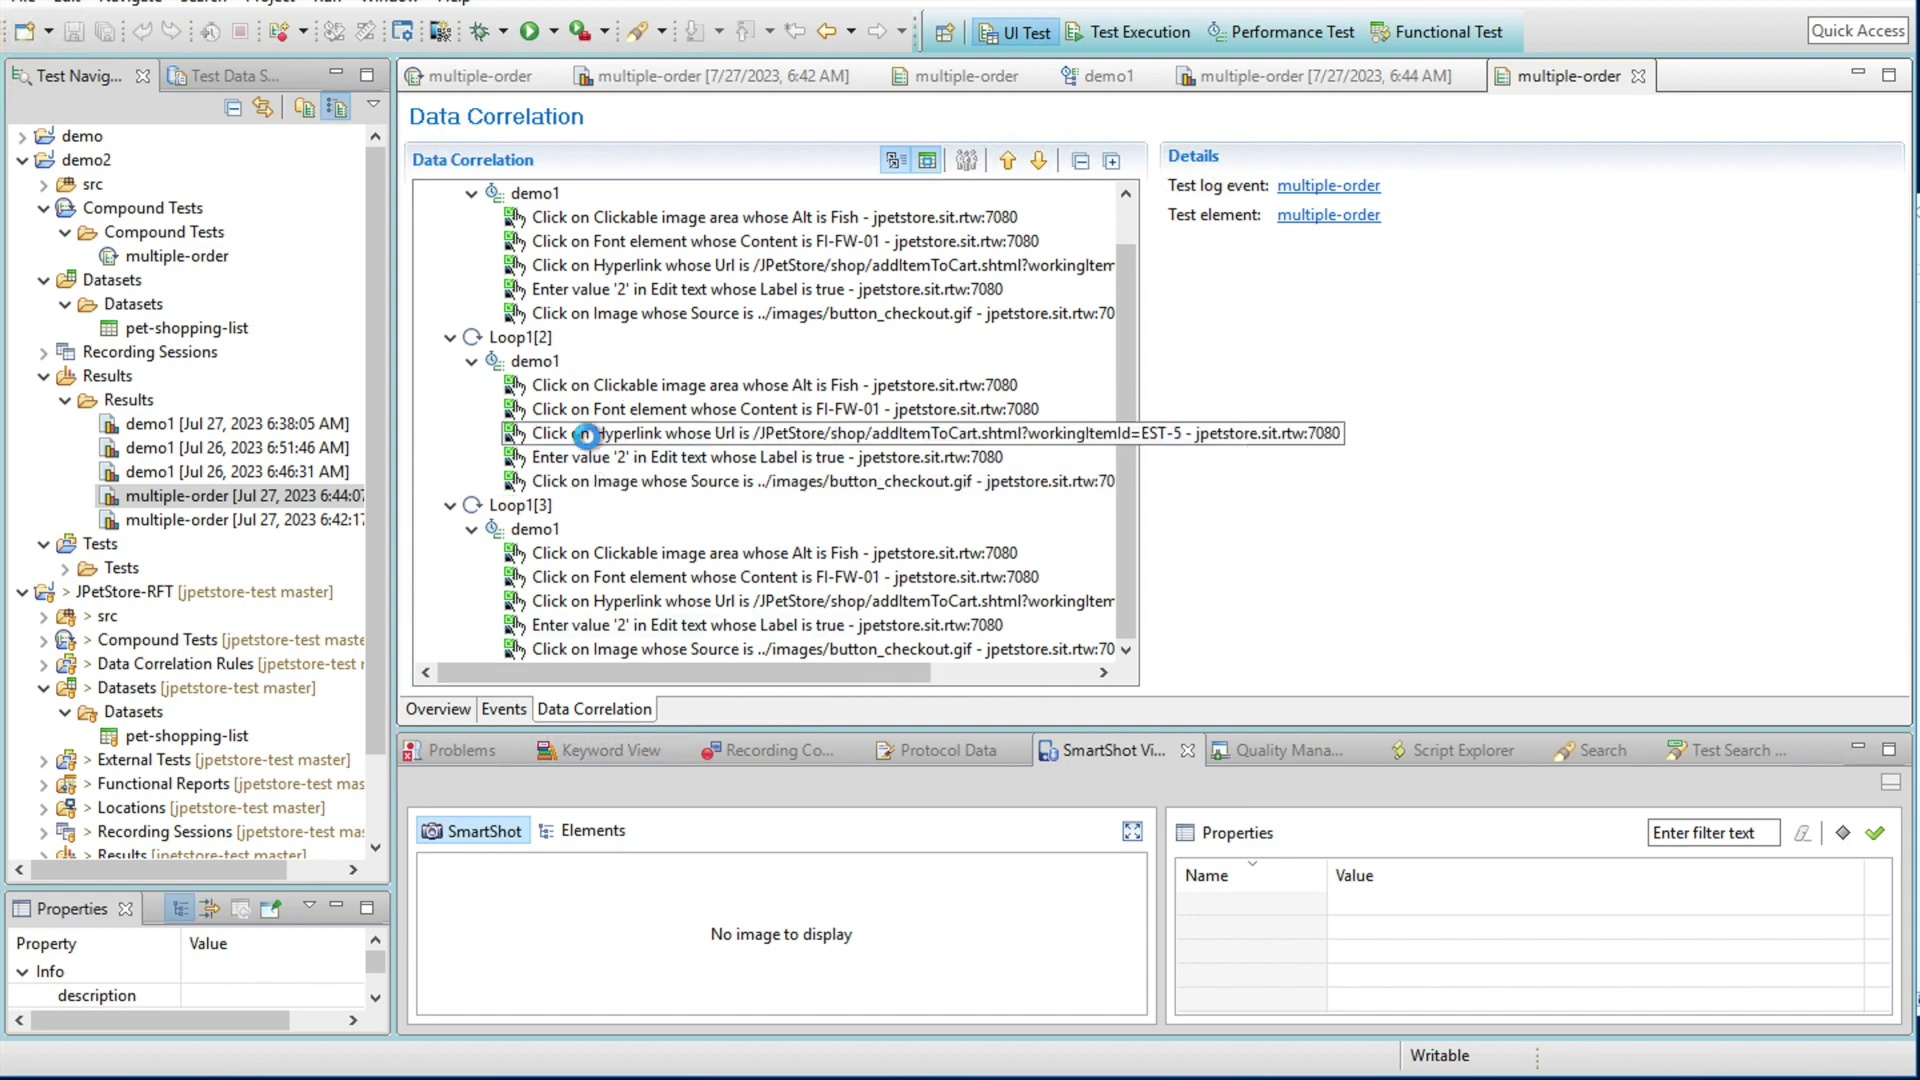 Quick Access
UI Test
Test Execution
Performance Test
Functional Test
Test Navig...
Test Data S...
demo
demo2
src
Compound Tests
Compound Tests
multiple-order
Datasets
Datasets
pet-shopping-list
Recording Sessions
Results
Results
demo1 [Jul 27, 2023 6:38:05 AM]
demo1 [Jul 26, 2023 6:51:46 AM]
demo1 [Jul 26, 2023 6:46:31 AM]
multiple-order [Jul 27, 2023 6:44:07
multiple-order [Jul 27, 2023 6:42:17
Tests
Tests
> JPetStore-RFT [jpetstore-test master]
> src
> Compound Tests [jpetstore-test maste
> Data Correlation Rules [jpetstore-test r
> Datasets [jpetstore-test master]
Datasets
pet-shopping-list
> External Tests [jpetstore-test master]
> Functional Reports [jpetstore-test mas
> Locations [jpetstore-test master]
> Recording Sessions [jpetstore-test mas
> Results [jpetstore-test master]
Properties
Property Value
Info
description
multiple-order
multiple-order [7/27/2023, 6:42 AM]
multiple-order
demo1
multiple-order [7/27/2023, 6:44 AM]
multiple-order
Data Correlation
Data Correlation
demo1
Click on Clickable image area whose Alt is Fish - jpetstore.sit.rtw:7080
Click on Font element whose Content is FI-FW-01 - jpetstore.sit.rtw:7080
Click on Hyperlink whose Url is /JPetStore/shop/addItemToCart.shtml?workingItem
Enter value '2' in Edit text whose Label is true - jpetstore.sit.rtw:7080
Click on Image whose Source is ../images/button_checkout.gif - jpetstore.sit.rtw:70
Loop1[2]
demo1
Click on Clickable image area whose Alt is Fish - jpetstore.sit.rtw:7080
Click on Font element whose Content is FI-FW-01 - jpetstore.sit.rtw:7080
Click on Hyperlink whose Url is /JPetStore/shop/addItemToCart.shtml?workingItemId=EST-5 - jpetstore.sit.rtw:7080
Enter value '2' in Edit text whose Label is true - jpetstore.sit.rtw:7080
Click on Image whose Source is ../images/button_checkout.gif - jpetstore.sit.rtw:70
Loop1[3]
demo1
Click on Clickable image area whose Alt is Fish - jpetstore.sit.rtw:7080
Click on Font element whose Content is FI-FW-01 - jpetstore.sit.rtw:7080
Click on Hyperlink whose Url is /JPetStore/shop/addItemToCart.shtml?workingItem
Enter value '2' in Edit text whose Label is true - jpetstore.sit.rtw:7080
Click on Image whose Source is ../images/button_checkout.gif - jpetstore.sit.rtw:70
Details
Test log event: multiple-order
Test element: multiple-order
Overview
Events
Data Correlation
Problems
Keyword View
Recording Co...
Protocol Data
SmartShot Vi...
Quality Mana...
Script Explorer
Search
Test Search ...
SmartShot
Elements
No image to display
Properties
Enter filter text
Name Value
Writable